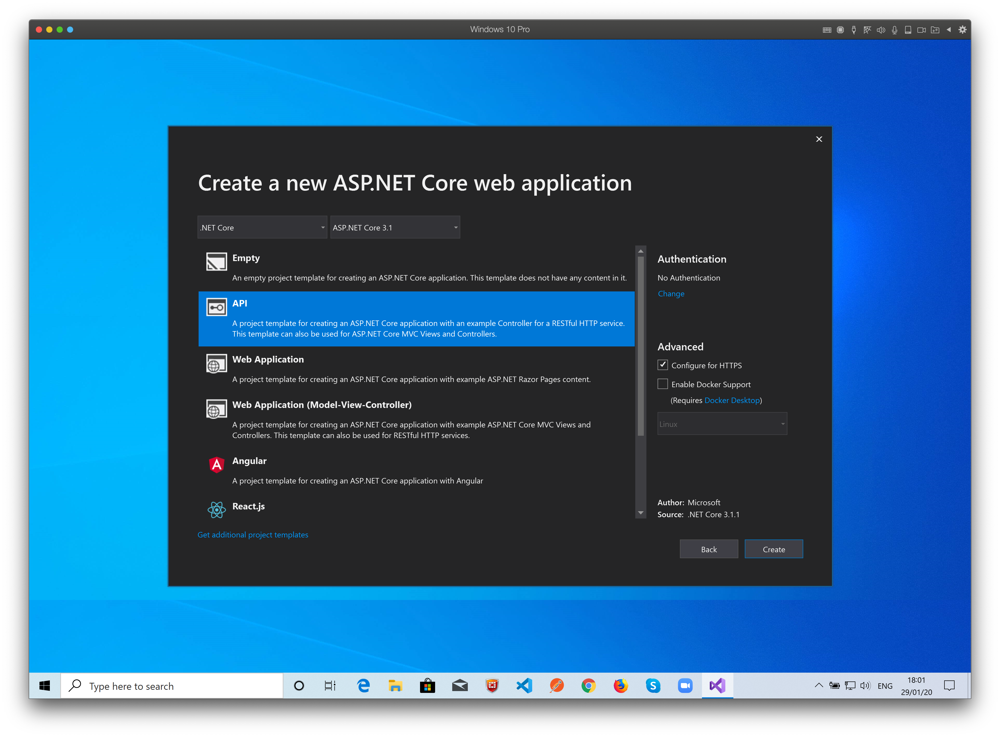 Windows 10 Pro
Create a new ASP.NET Core web application
.NET Core
ASP.NET Core 3.1
Empty
An empty project template for creating an ASP.NET Core application. This template does not have any content in it.
API
A project template for creating an ASP.NET Core application with an example Controller for a RESTful HTTP service.
This template can also be used for ASP.NET Core MVC Views and Controllers.
Web Application
A project template for creating an ASP.NET Core application with example ASP.NET Razor Pages content.
Web Application (Model-View-Controller)
A project template for creating an ASP.NET Core application with example ASP.NET Core MVC Views and
Controllers. This template can also be used for RESTful HTTP services.
Angular
A project template for creating an ASP.NET Core application with Angular
React.js
Get additional project templates
Authentication
No Authentication
Change
Advanced
Configure for HTTPS
Enable Docker Support
(Requires Docker Desktop)
Linux
Author: Microsoft
Source: .NET Core 3.1.1
Back
Create
Type here to search
ENG
18:01
29/01/20